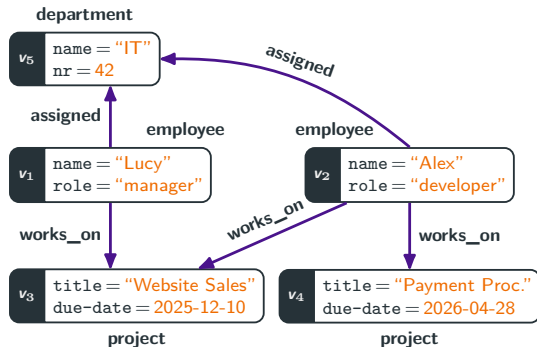 department
v5
name = “IT”
nr = 42
assigned
assigned
employee
employee
v1
name = “Lucy”
role = “manager”
v2
name = “Alex”
role = “developer”
works_on
works_on
works_on
v3
title = “Website Sales”
due-date = 2025-12-10
v4
title = “Payment Proc.”
due-date = 2026-04-28
project
project